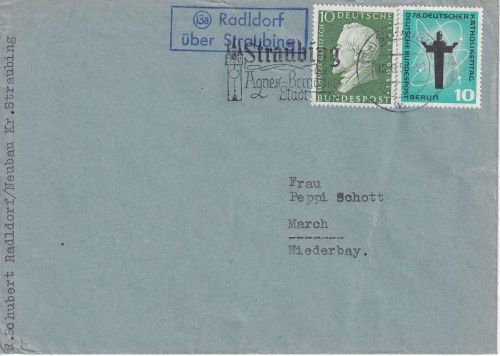 13a Radldorf
über Straubing
Straubing
Agnes-Bernauer
Stadt
10
DEUTSCHE
BUNDESPOST
78. DEUTSCHER
KATHOLIKENTAG
DEUTSCHE BUNDESPOST
BERLIN 10
Frau
Peppi Schott
March
Niederbay.
R.Schubert Radldorf/Neubau Kr.Straubing